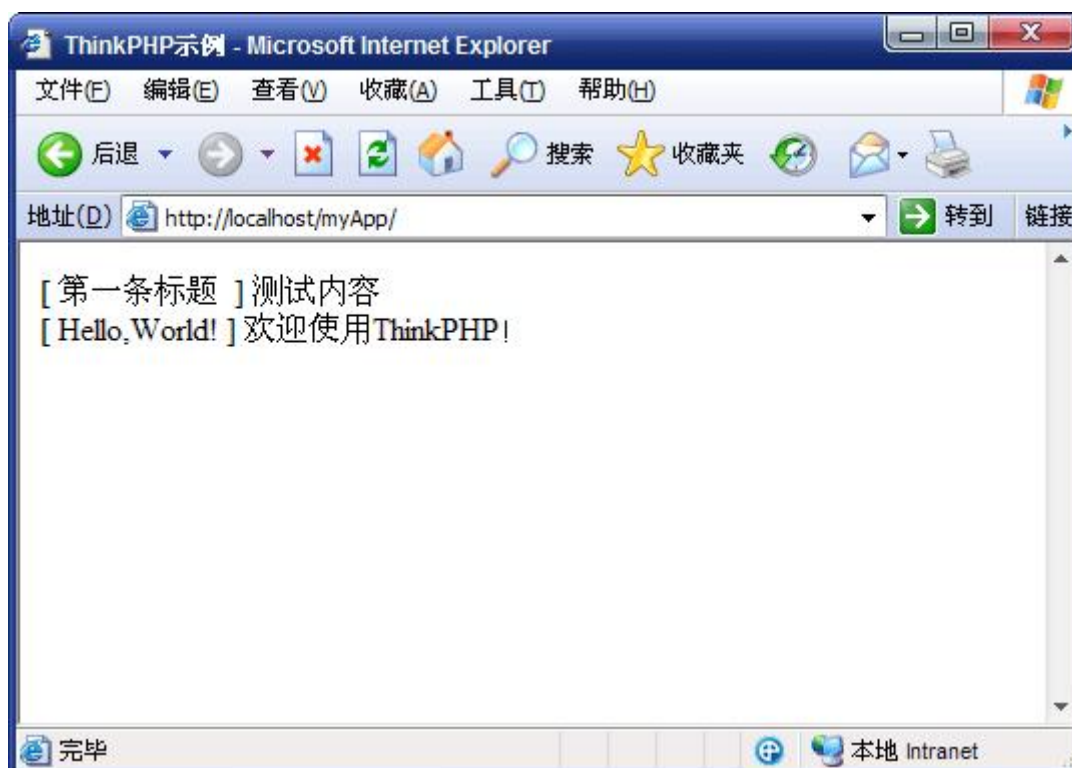 ThinkPHP示例 - Microsoft Internet Explorer
文件(F) 编辑(E) 查看(V) 收藏(A) 工具(T) 帮助(H)
后退 搜索 收藏夹
地址(D) http://localhost/myApp/ 转到 链接
[ 第一条标题 ] 测试内容
[ Hello,World! ] 欢迎使用ThinkPHP！
完毕 本地 Intranet